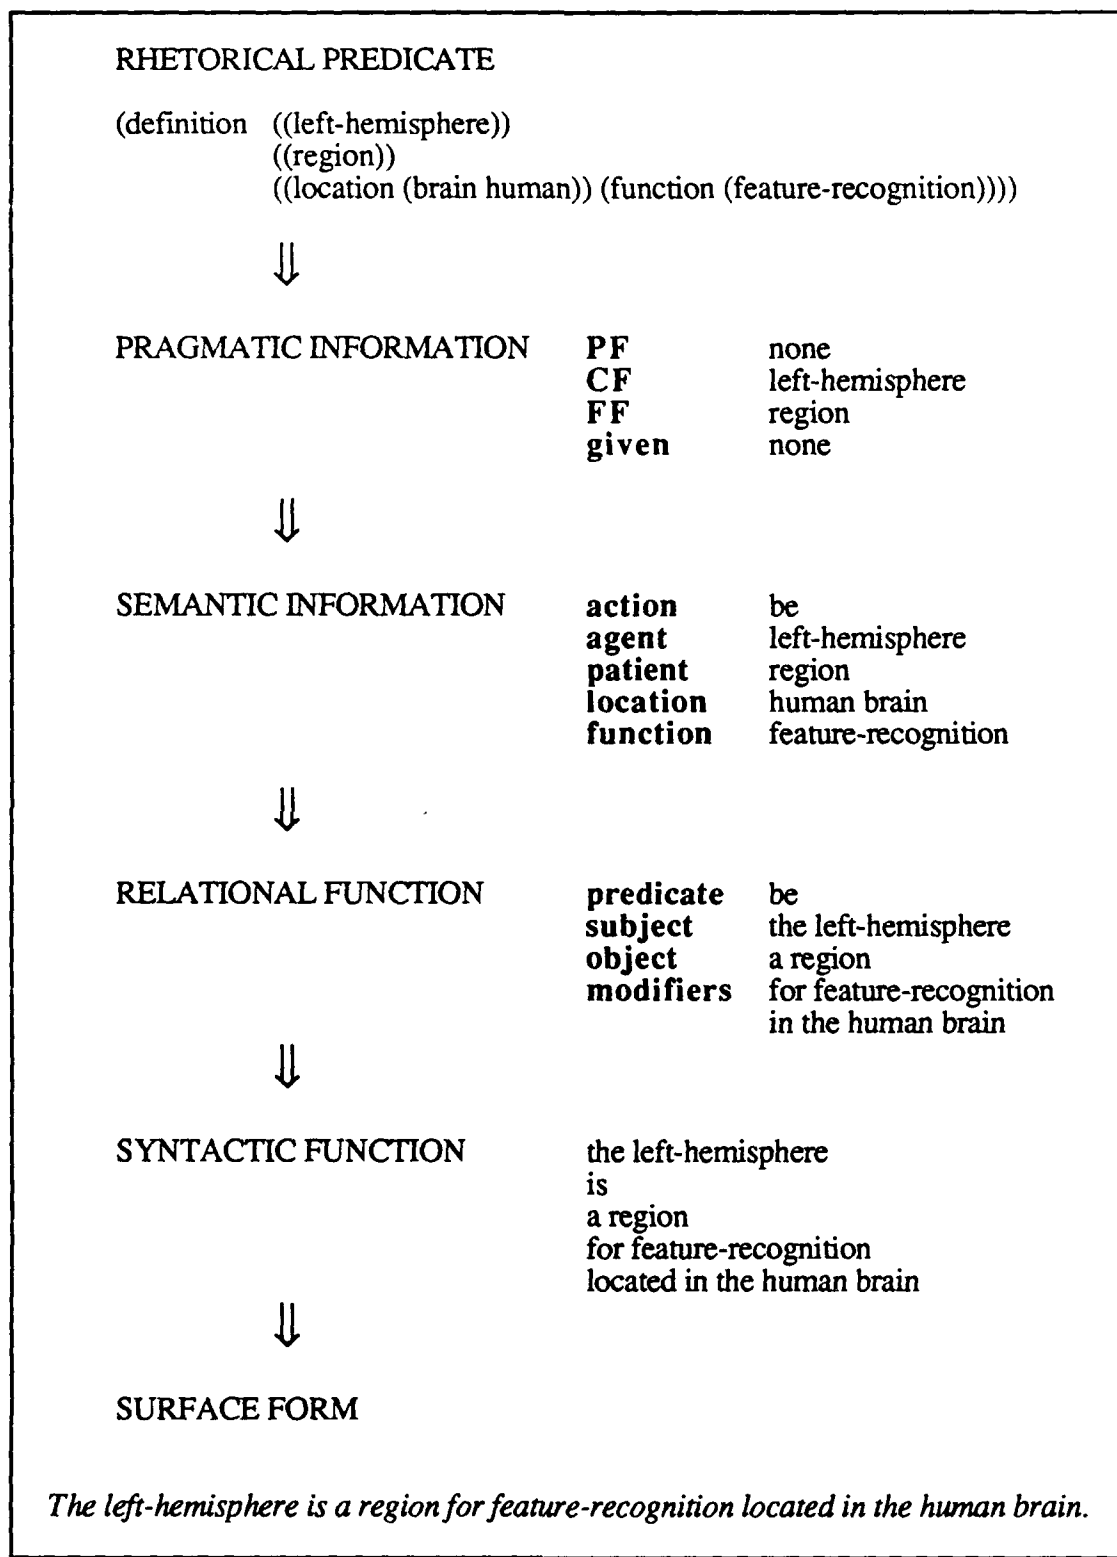 RHETORICAL PREDICATE
(definition ((left-hemisphere))
((region))
((location (brain human)) (function (feature-recognition))))
⇓
PRAGMATIC INFORMATION PF none
CF left-hemisphere
FF region
given none
⇓
SEMANTIC INFORMATION action be
agent left-hemisphere
patient region
location human brain
function feature-recognition
⇓
RELATIONAL FUNCTION predicate be
subject the left-hemisphere
object a region
modifiers for feature-recognition
in the human brain
⇓
SYNTACTIC FUNCTION the left-hemisphere
is
a region
for feature-recognition
located in the human brain
⇓
SURFACE FORM
The left-hemisphere is a region for feature-recognition located in the human brain.